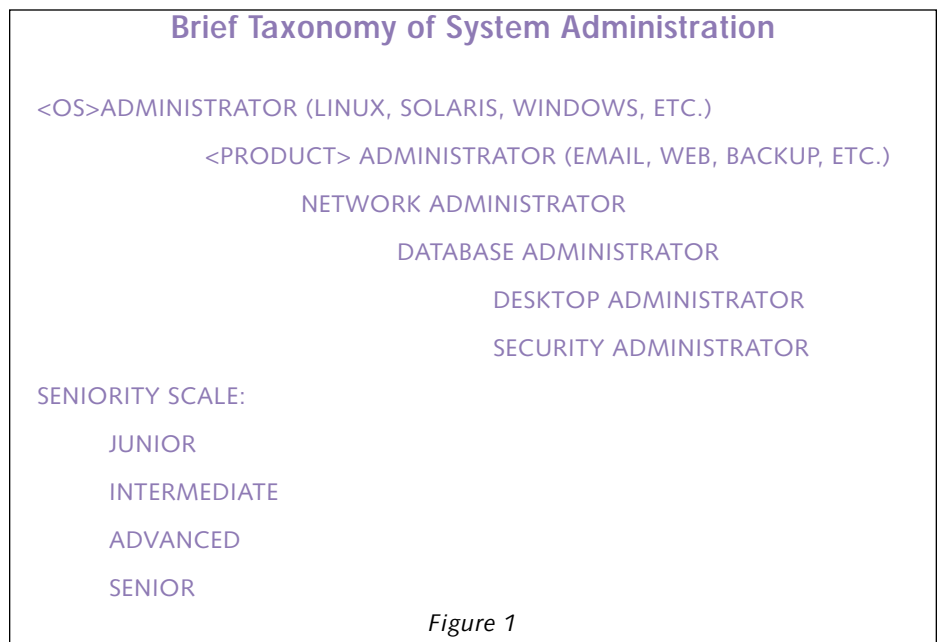 Brief Taxonomy of System Administration
<OS>ADMINISTRATOR (LINUX, SOLARIS, WINDOWS, ETC.)
<PRODUCT> ADMINISTRATOR (EMAIL, WEB, BACKUP, ETC.)
NETWORK ADMINISTRATOR
DATABASE ADMINISTRATOR
DESKTOP ADMINISTRATOR
SECURITY ADMINISTRATOR
SENIORITY SCALE:
JUNIOR
INTERMEDIATE
ADVANCED
SENIOR
Figure 1